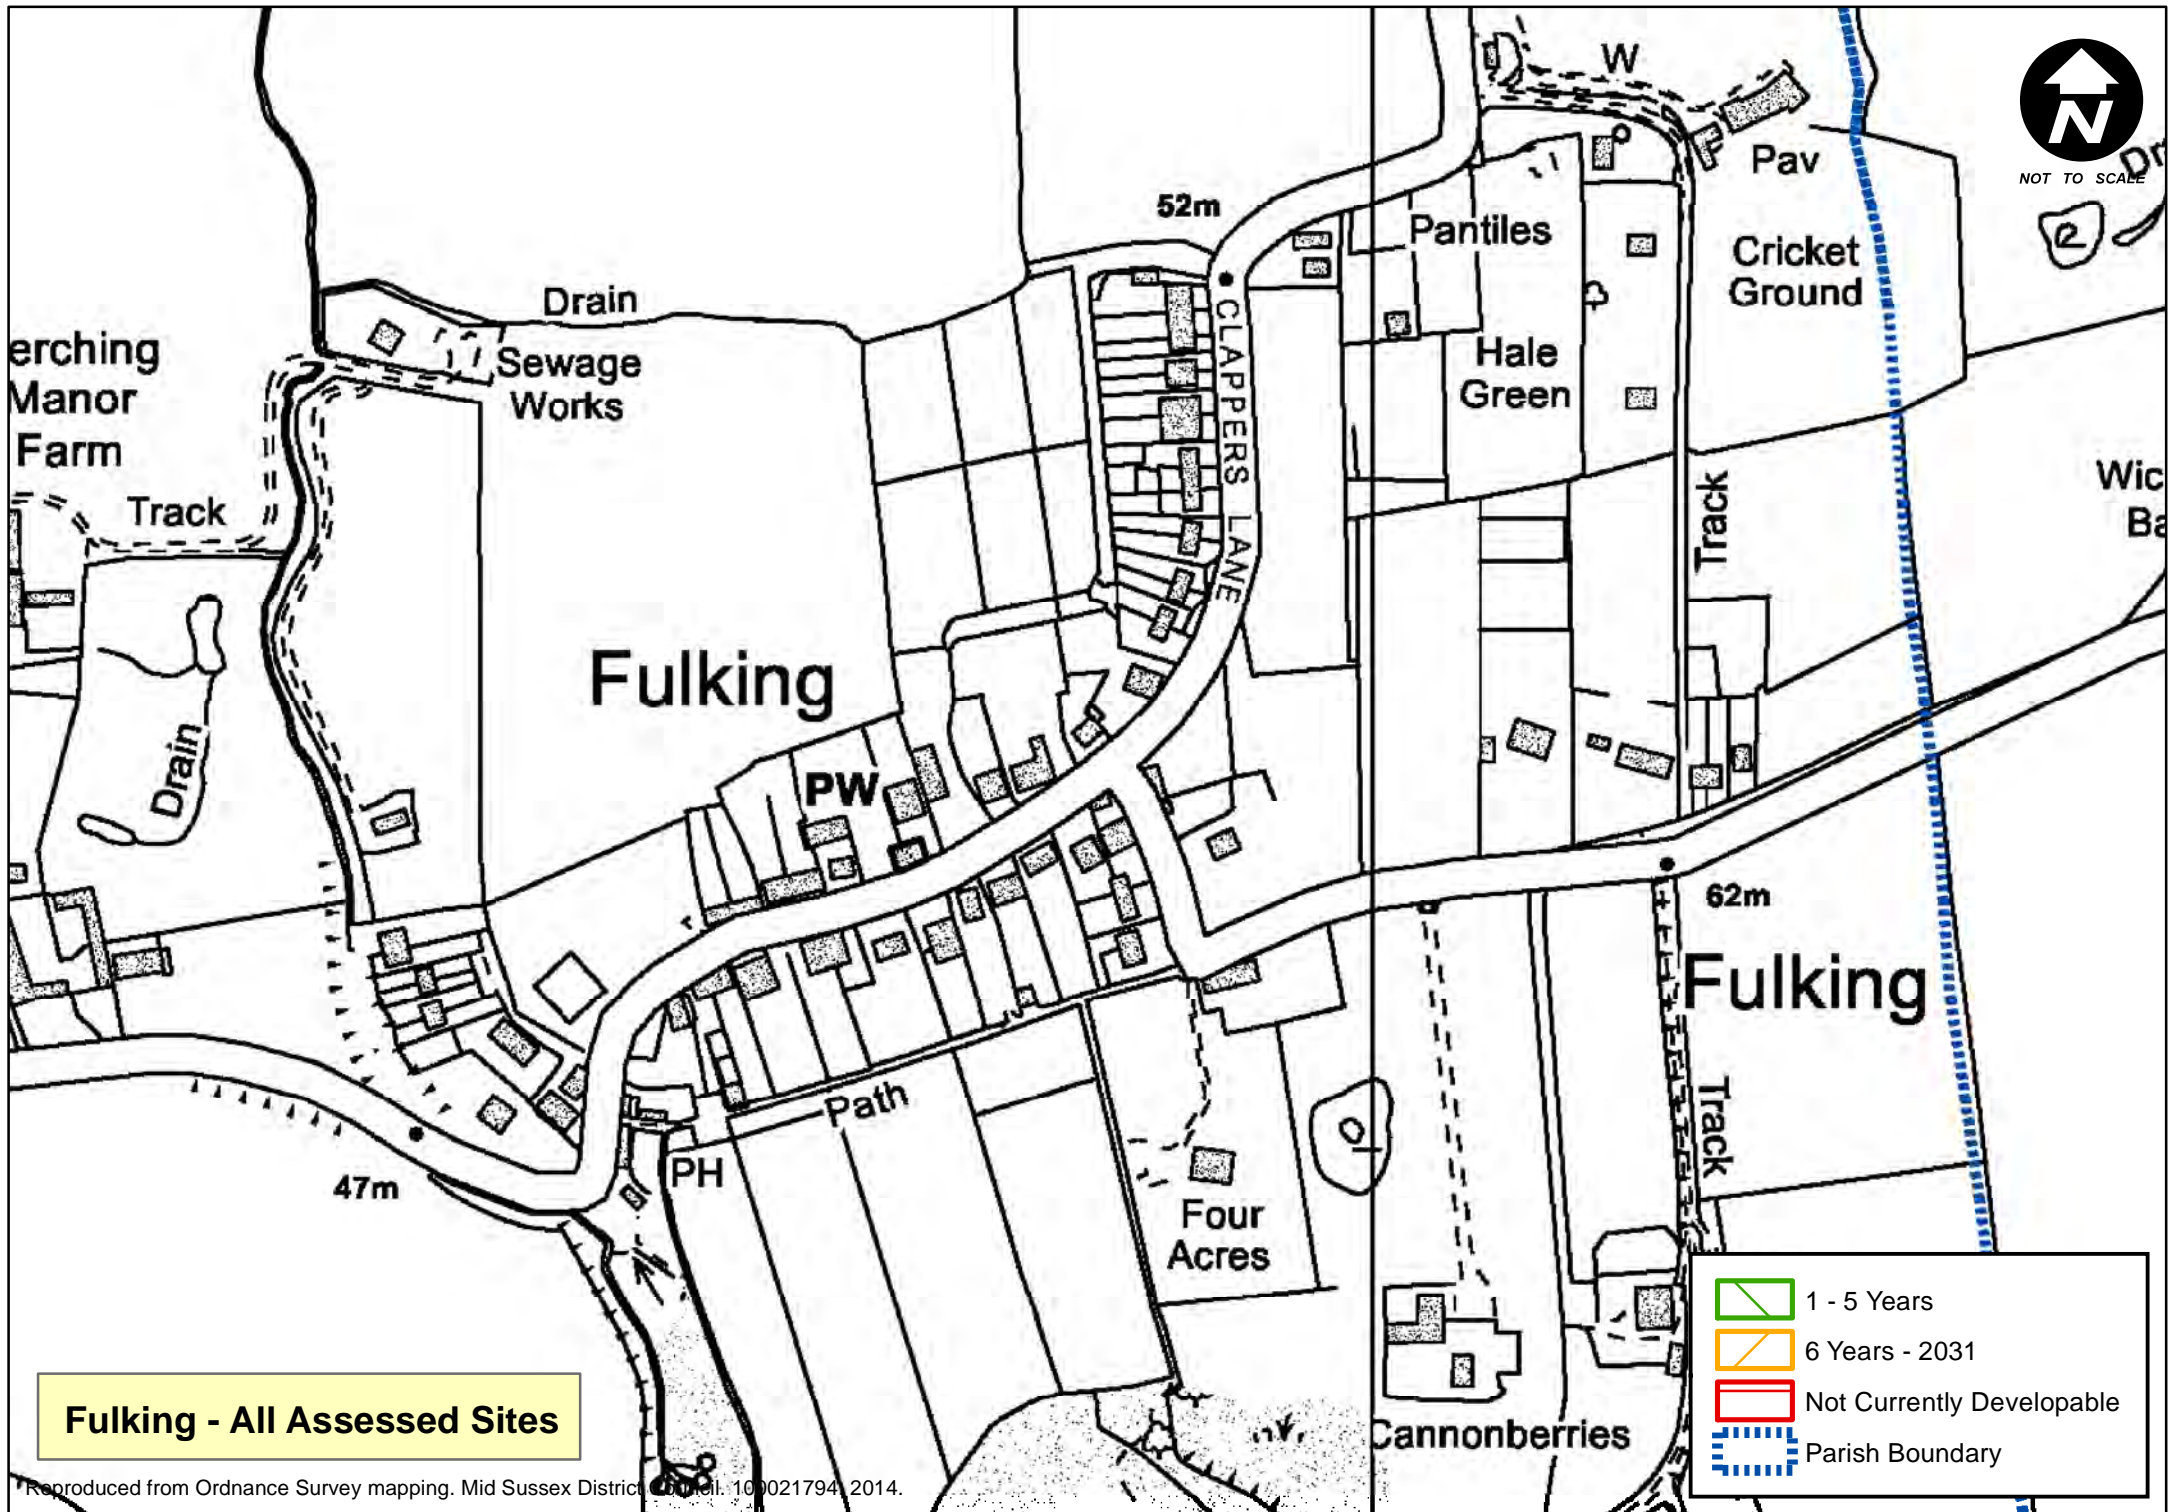 W
N
NOT TO SCALE
Pav
Dr
52m
Pantiles
Cricket
Ground
Drain
CLAPPERS LANE
erching
Manor
Farm
Sewage
Works
Hale
Green
Track
Track
Wic
Ba
Fulking
Drain
PW
62m
Fulking
Path
Track
47m
PH
Four
Acres
Cannonberries
1 - 5 Years
6 Years - 2031
Not Currently Developable
Parish Boundary
Fulking - All Assessed Sites
Reproduced from Ordnance Survey mapping. Mid Sussex District Council. 100021794, 2014.